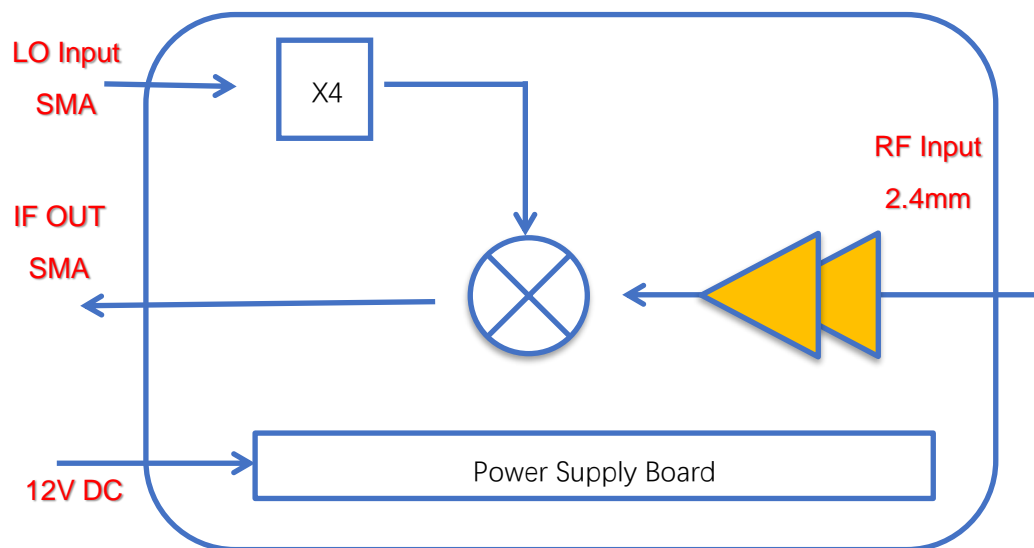 LO Input
SMA
X4
RF Input
2.4mm
IF OUT
SMA
Power Supply Board
12V DC